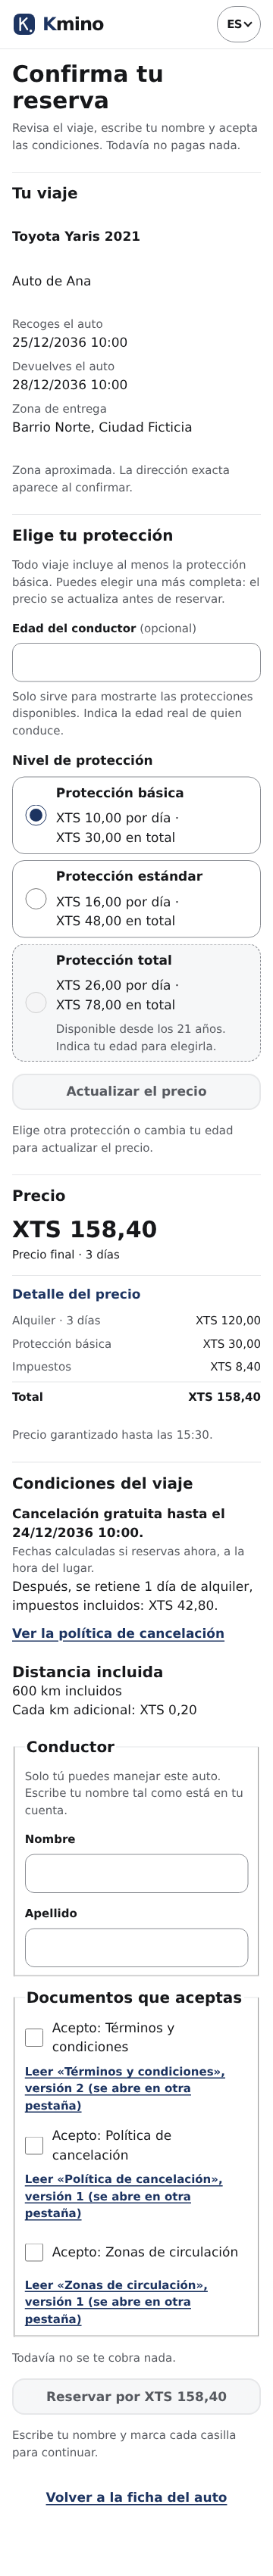 Kmino
ES
Confirma tu
reserva
Revisa el viaje, escribe tu nombre y acepta
las condiciones. Todavía no pagas nada.
Tu viaje
Toyota Yaris 2021
Auto de Ana
Recoges el auto
25/12/2036 10:00
Devuelves el auto
28/12/2036 10:00
Zona de entrega
Barrio Norte, Ciudad Ficticia
Zona aproximada. La dirección exacta
aparece al confirmar.
Elige tu protección
Todo viaje incluye al menos la protección
básica. Puedes elegir una más completa: el
precio se actualiza antes de reservar.
Edad del conductor (opcional)
Solo sirve para mostrarte las protecciones
disponibles. Indica la edad real de quien
conduce.
Nivel de protección
Protección básica
XTS 10,00 por día ·
XTS 30,00 en total
Protección estándar
XTS 16,00 por día ·
XTS 48,00 en total
Protección total
XTS 26,00 por día ·
XTS 78,00 en total
Disponible desde los 21 años.
Indica tu edad para elegirla.
Actualizar el precio
Elige otra protección o cambia tu edad
para actualizar el precio.
Precio
XTS 158,40
Precio final · 3 días
Detalle del precio
Alquiler · 3 días XTS 120,00
Protección básica XTS 30,00
Impuestos XTS 8,40
Total XTS 158,40
Precio garantizado hasta las 15:30.
Condiciones del viaje
Cancelación gratuita hasta el
24/12/2036 10:00.
Fechas calculadas si reservas ahora, a la
hora del lugar.
Después, se retiene 1 día de alquiler,
impuestos incluidos: XTS 42,80.
Ver la política de cancelación
Distancia incluida
600 km incluidos
Cada km adicional: XTS 0,20
Conductor
Solo tú puedes manejar este auto.
Escribe tu nombre tal como está en tu
cuenta.
Nombre
Apellido
Documentos que aceptas
Acepto: Términos y
condiciones
Leer «Términos y condiciones»,
versión 2 (se abre en otra
pestaña)
Acepto: Política de
cancelación
Leer «Política de cancelación»,
versión 1 (se abre en otra
pestaña)
Acepto: Zonas de circulación
Leer «Zonas de circulación»,
versión 1 (se abre en otra
pestaña)
Todavía no se te cobra nada.
Reservar por XTS 158,40
Escribe tu nombre y marca cada casilla
para continuar.
Volver a la ficha del auto